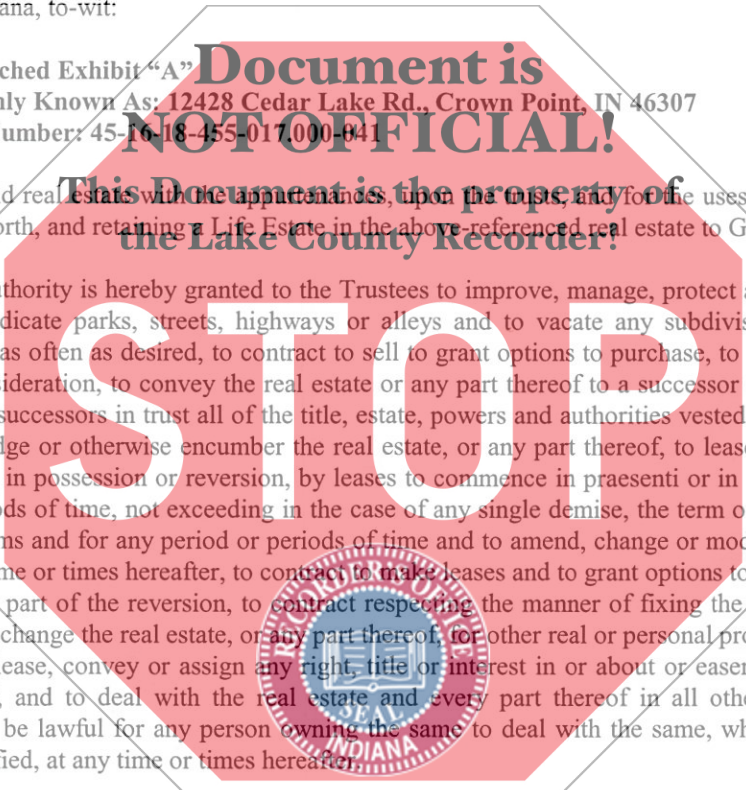 ana, to-wit:
Document is
ched Exhibit “A”
ly Known As: 12428 Cedar Lake Rd., Crown Point, IN 46307
umber: 45-16-18-455-017.000-041
NOT OFFICIAL!
This Document is the property of
d real estate with the appurtenances, upon the trusts, and for the uses
the Lake County Recorder!
orth, and retaining a Life Estate in the above-referenced real estate to G
thority is hereby granted to the Trustees to improve, manage, protect
dicate parks, streets, highways or alleys and to vacate any subdivis
as often as desired, to contract to sell to grant options to purchase, to
sideration, to convey the real estate or any part thereof to a successor
successors in trust all of the title, estate, powers and authorities vested
dge or otherwise encumber the real estate, or any part thereof, to lease
in possession or reversion, by leases to commence in praesenti or in
ds of time, not exceeding in the case of any single demise, the term o
ms and for any period or periods of time and to amend, change or mod
me or times hereafter, to contract to make leases and to grant options to
part of the reversion, to contract respecting the manner of fixing the
change the real estate, or any part thereof, for other real or personal pro
lease, convey or assign any right, title or interest in or about or easer
, and to deal with the real estate and every part thereof in all othe
be lawful for any person owning the same to deal with the same, wh
fied, at any time or times hereafter.
STOP
RECORDER'S OFFICE
SEAL
INDIANA